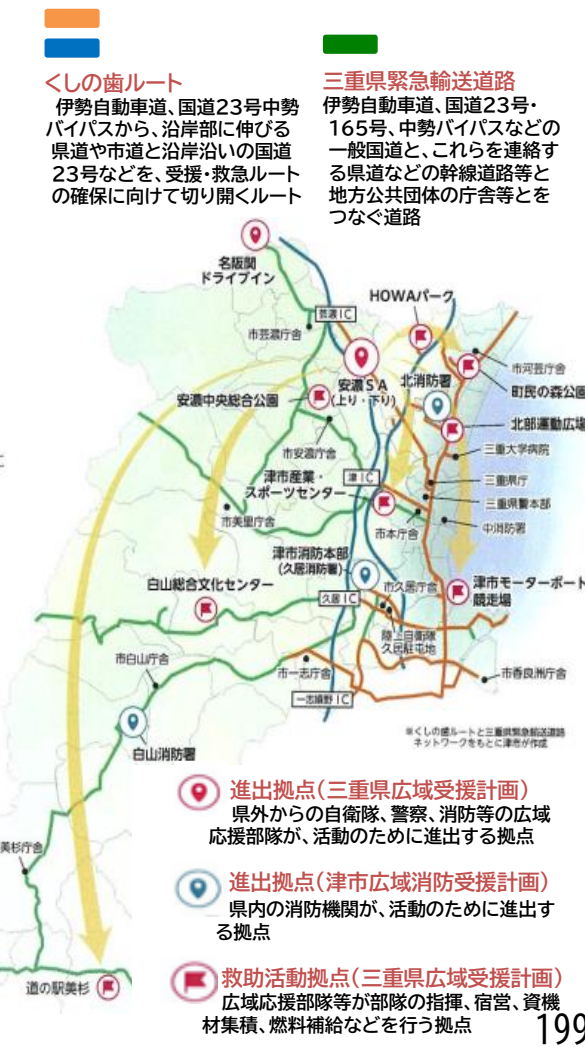 くしの歯ルート
伊勢自動車道、国道23号中勢
バイパスから、沿岸部に伸びる
県道や市道と沿岸沿いの国道
23号などを、受援・救急ルート
の確保に向けて切り開くルート
三重県緊急輸送道路
伊勢自動車道、国道23号・
165号、中勢バイパスなどの
一般国道と、これらを連絡す
る県道などの幹線道路等と
地方公共団体の庁舎等とを
つなぐ道路
名阪関
ドライブイン
HOWAパーク
芸濃IC
市芸濃庁舎
市河芸庁舎
安濃SA
(上り・下り)
北消防署
町民の森公園
安濃中央総合公園
北部運動広場
市安濃庁舎
三重大学病院
津市産業・
スポーツセンター
津IC
三重県庁
三重県警本部
市美里庁舎
市本庁舎
中消防署
津市消防本部
(久居消防署)
白山総合文化センター
市久居庁舎
津市モーターボート
競走場
久居IC
陸上自衛隊
久居駐屯地
市白山庁舎
市一志庁舎
市香良洲庁舎
一志嬉野IC
白山消防署
※くしの歯ルートと三重県緊急輸送道路
ネットワークをもとに津市が作成
進出拠点(三重県広域受援計画)
県外からの自衛隊、警察、消防等の広域
応援部隊が、活動のために進出する拠点
美杉庁舎
進出拠点(津市広域消防受援計画)
県内の消防機関が、活動のために進出す
る拠点
道の駅美杉
救助活動拠点(三重県広域受援計画)
広域応援部隊等が部隊の指揮、宿営、資機
材集積、燃料補給などを行う拠点
199